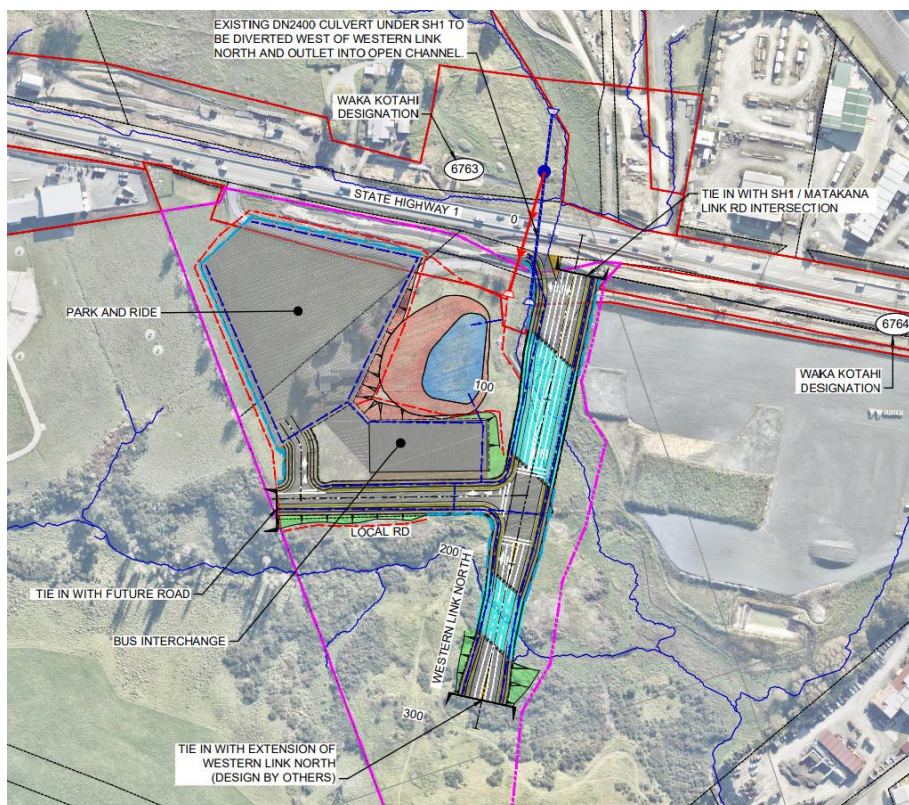 EXISTING DN2400 CULVERT UNDER SH1 TO
BE DIVERTED WEST OF WESTERN LINK
NORTH AND OUTLET INTO OPEN CHANNEL.
WAKA KOTAHI
DESIGNATION
6763
STATE HIGHWAY 1
0
TIE IN WITH SH1 / MATAKANA
LINK RD INTERSECTION
PARK AND RIDE
6764
WAKA KOTAHI
DESIGNATION
100
LOCAL RD
200
TIE IN WITH FUTURE ROAD
BUS INTERCHANGE
WESTERN LINK NORTH
300
TIE IN WITH EXTENSION OF
WESTERN LINK NORTH
(DESIGN BY OTHERS)